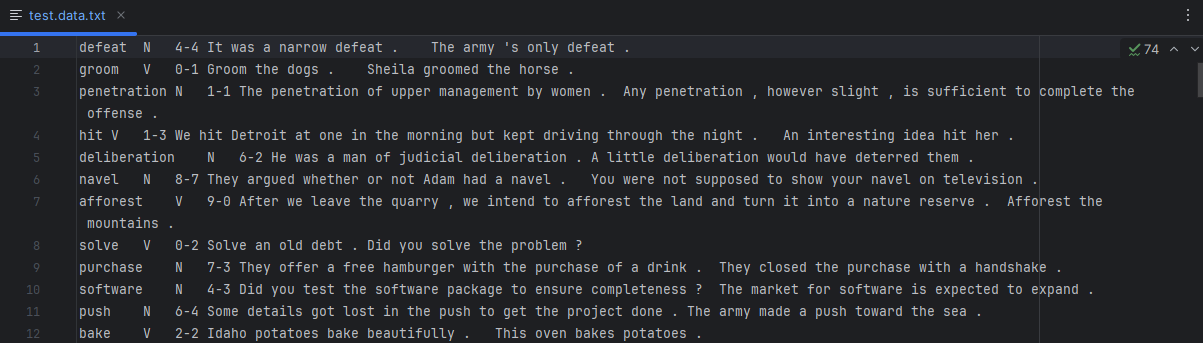 test.data.txt
74
1 defeat N 4-4 It was a narrow defeat . The army 's only defeat .
2 groom V 0-1 Groom the dogs . Sheila groomed the horse .
3 penetration N 1-1 The penetration of upper management by women . Any penetration , however slight , is sufficient to complete the
offense .
4 hit V 1-3 We hit Detroit at one in the morning but kept driving through the night . An interesting idea hit her .
5 deliberation N 6-2 He was a man of judicial deliberation . A little deliberation would have deterred them .
6 navel N 8-7 They argued whether or not Adam had a navel . You were not supposed to show your navel on television .
7 afforest V 9-0 After we leave the quarry , we intend to afforest the land and turn it into a nature reserve . Afforest the
mountains .
8 solve V 0-2 Solve an old debt . Did you solve the problem ?
9 purchase N 7-3 They offer a free hamburger with the purchase of a drink . They closed the purchase with a handshake .
10 software N 4-3 Did you test the software package to ensure completeness ? The market for software is expected to expand .
11 push N 6-4 Some details got lost in the push to get the project done . The army made a push toward the sea .
12 bake V 2-2 Idaho potatoes bake beautifully . This oven bakes potatoes .